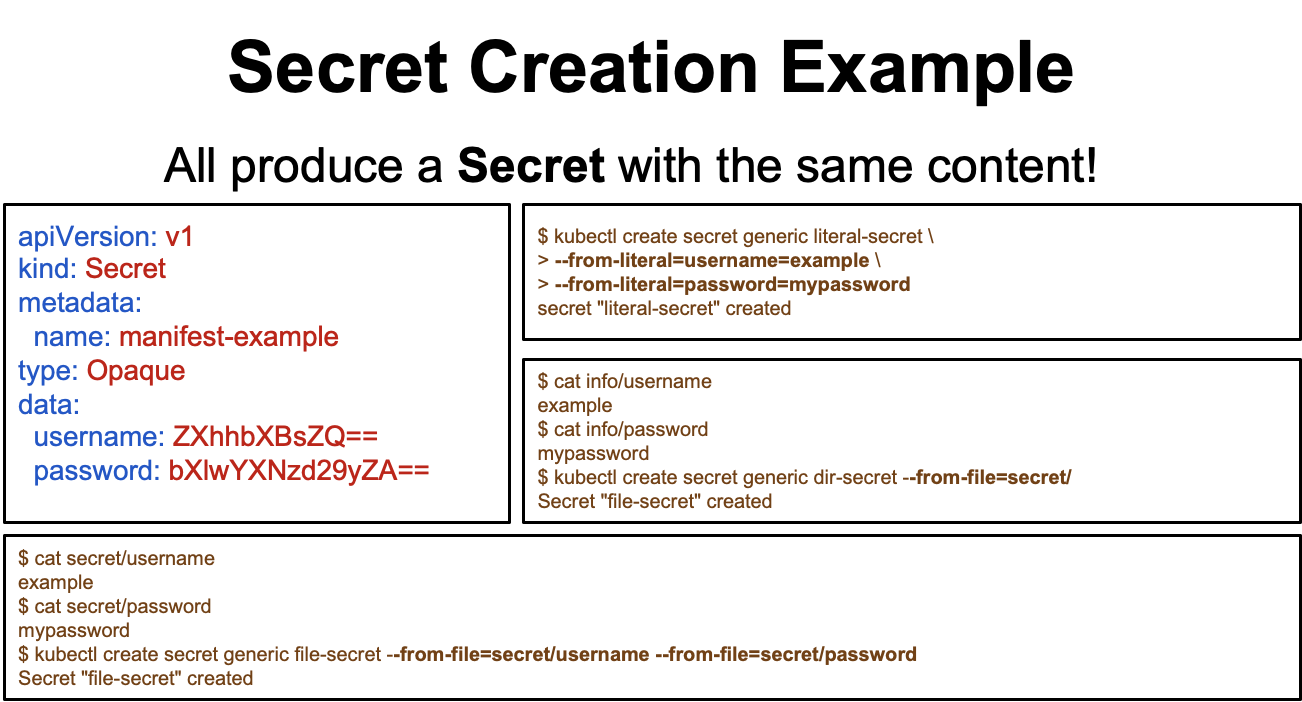 Secret Creation Example
All produce a Secret with the same content!
apiVersion: v1
kind: Secret
metadata:
  name: manifest-example
type: Opaque
data:
  username: ZXhhbXBsZQ==
  password: bXlwYXNzd29yZA==
$ kubectl create secret generic literal-secret \
> --from-literal=username=example \
> --from-literal=password=mypassword
secret "literal-secret" created
$ cat info/username
example
$ cat info/password
mypassword
$ kubectl create secret generic dir-secret --from-file=secret/
Secret "file-secret" created
$ cat secret/username
example
$ cat secret/password
mypassword
$ kubectl create secret generic file-secret --from-file=secret/username --from-file=secret/password
Secret "file-secret" created